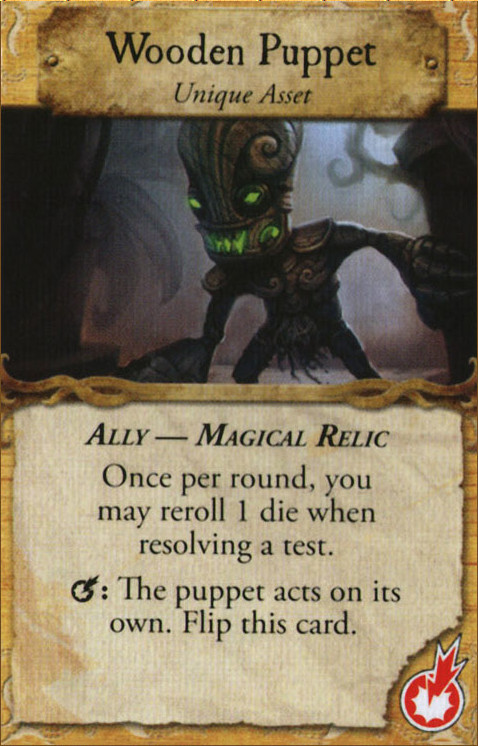 Wooden Puppet
Unique Asset
Ally — Magical Relic
Once per round, you
may reroll 1 die when
resolving a test.
: The puppet acts on its
own. Flip this card.